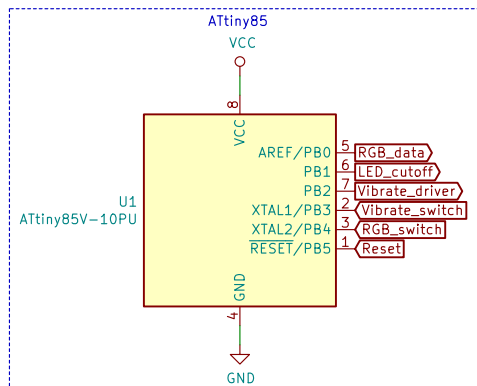 ATtiny85
VCC
8
VCC
AREF/PB0 5 RGB_data
PB1 6 LED_cutoff
PB2 7 Vibrate_driver
U1
XTAL1/PB3 2 Vibrate_switch
ATtiny85V-10PU
XTAL2/PB4 3 RGB_switch
RESET/PB5 1 Reset
GND
4
GND